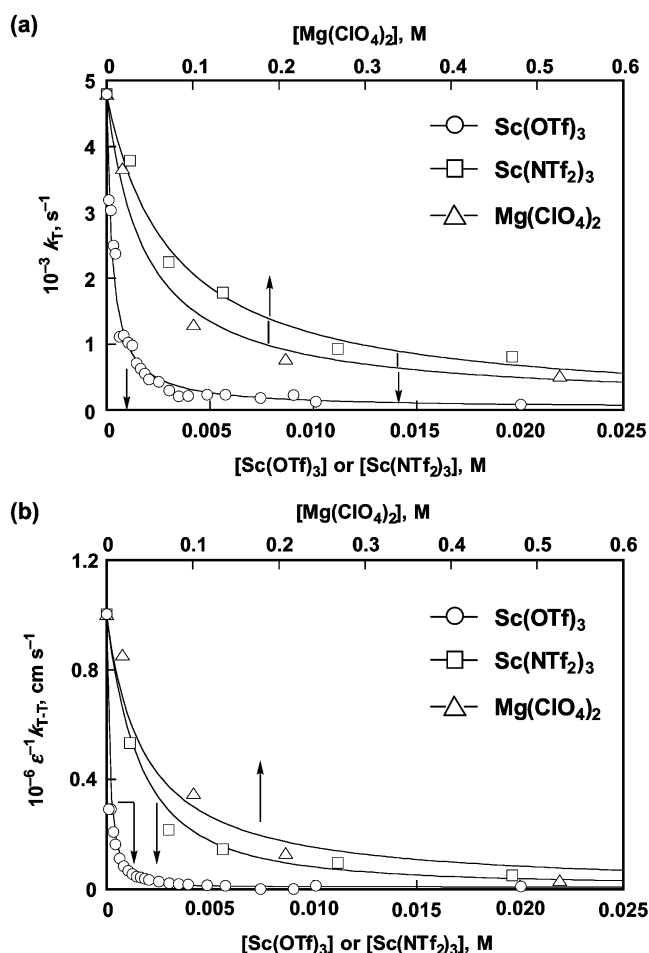 (a)
[Mg(ClO4)2], M
0 0.1 0.2 0.3 0.4 0.5 0.6
5
4
3
2
1
0
10⁻³ kT, s⁻¹
Sc(OTf)3
Sc(NTf2)3
Mg(ClO4)2
0 0.005 0.010 0.015 0.020 0.025
[Sc(OTf)3] or [Sc(NTf2)3], M
(b)
[Mg(ClO4)2], M
0 0.1 0.2 0.3 0.4 0.5 0.6
1.2
0.8
0.4
0
10⁻⁶ ε⁻¹kT-T, cm s⁻¹
Sc(OTf)3
Sc(NTf2)3
Mg(ClO4)2
0 0.005 0.010 0.015 0.020 0.025
[Sc(OTf)3] or [Sc(NTf2)3], M